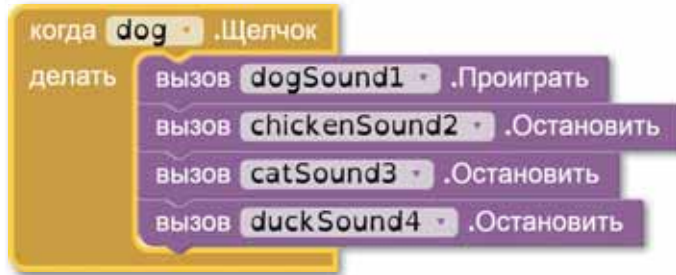 когда dog .Щелчок
делать вызов dogSound1 .Проиграть
вызов chickenSound2 .Остановить
вызов catSound3 .Остановить
вызов duckSound4 .Остановить